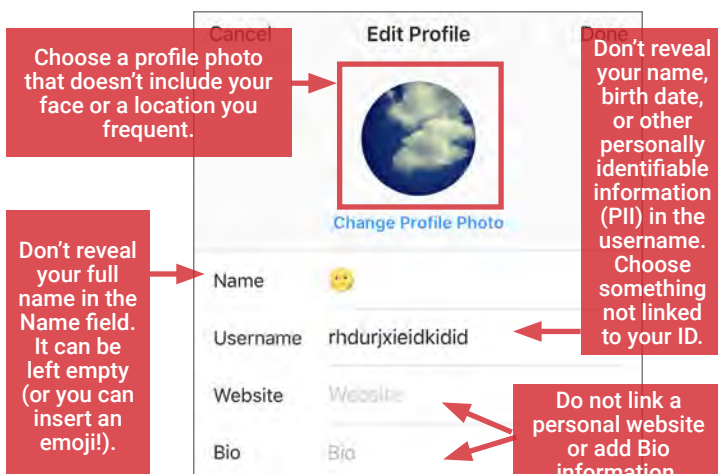 Cancel Edit Profile Done
Choose a profile photo
that doesn't include your
face or a location you
frequent.
Don't reveal
your name,
birth date,
or other
personally
identifiable
information
(PII) in the
username.
Choose
something
not linked
to your ID.
Change Profile Photo
Don't reveal
your full
name in the
Name field.
It can be
left empty
(or you can
insert an
emoji!).
Name
Username rhdurjxieidkidid
Website Website
Bio Bio
Do not link a
personal website
or add Bio
information